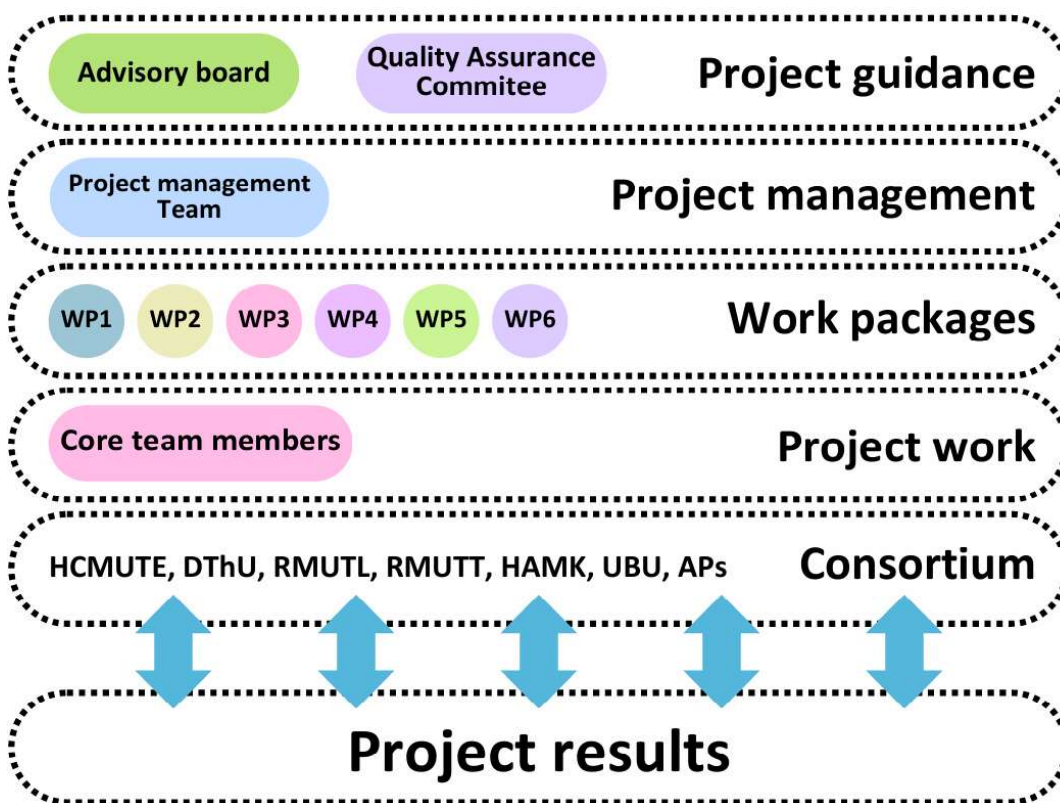 Advisory board
Quality Assurance
Commitee
Project guidance
Project management
Team
Project management
WP1 WP2 WP3 WP4 WP5 WP6
Work packages
Core team members
Project work
HCMUTE, DThU, RMUTL, RMUTT, HAMK, UBU, APs
Consortium
Project results